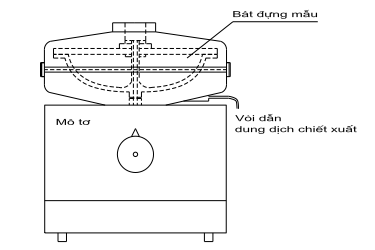 Bát đựng mẫu
Mô tơ
Vòi dẫn
dung dịch chiết xuất